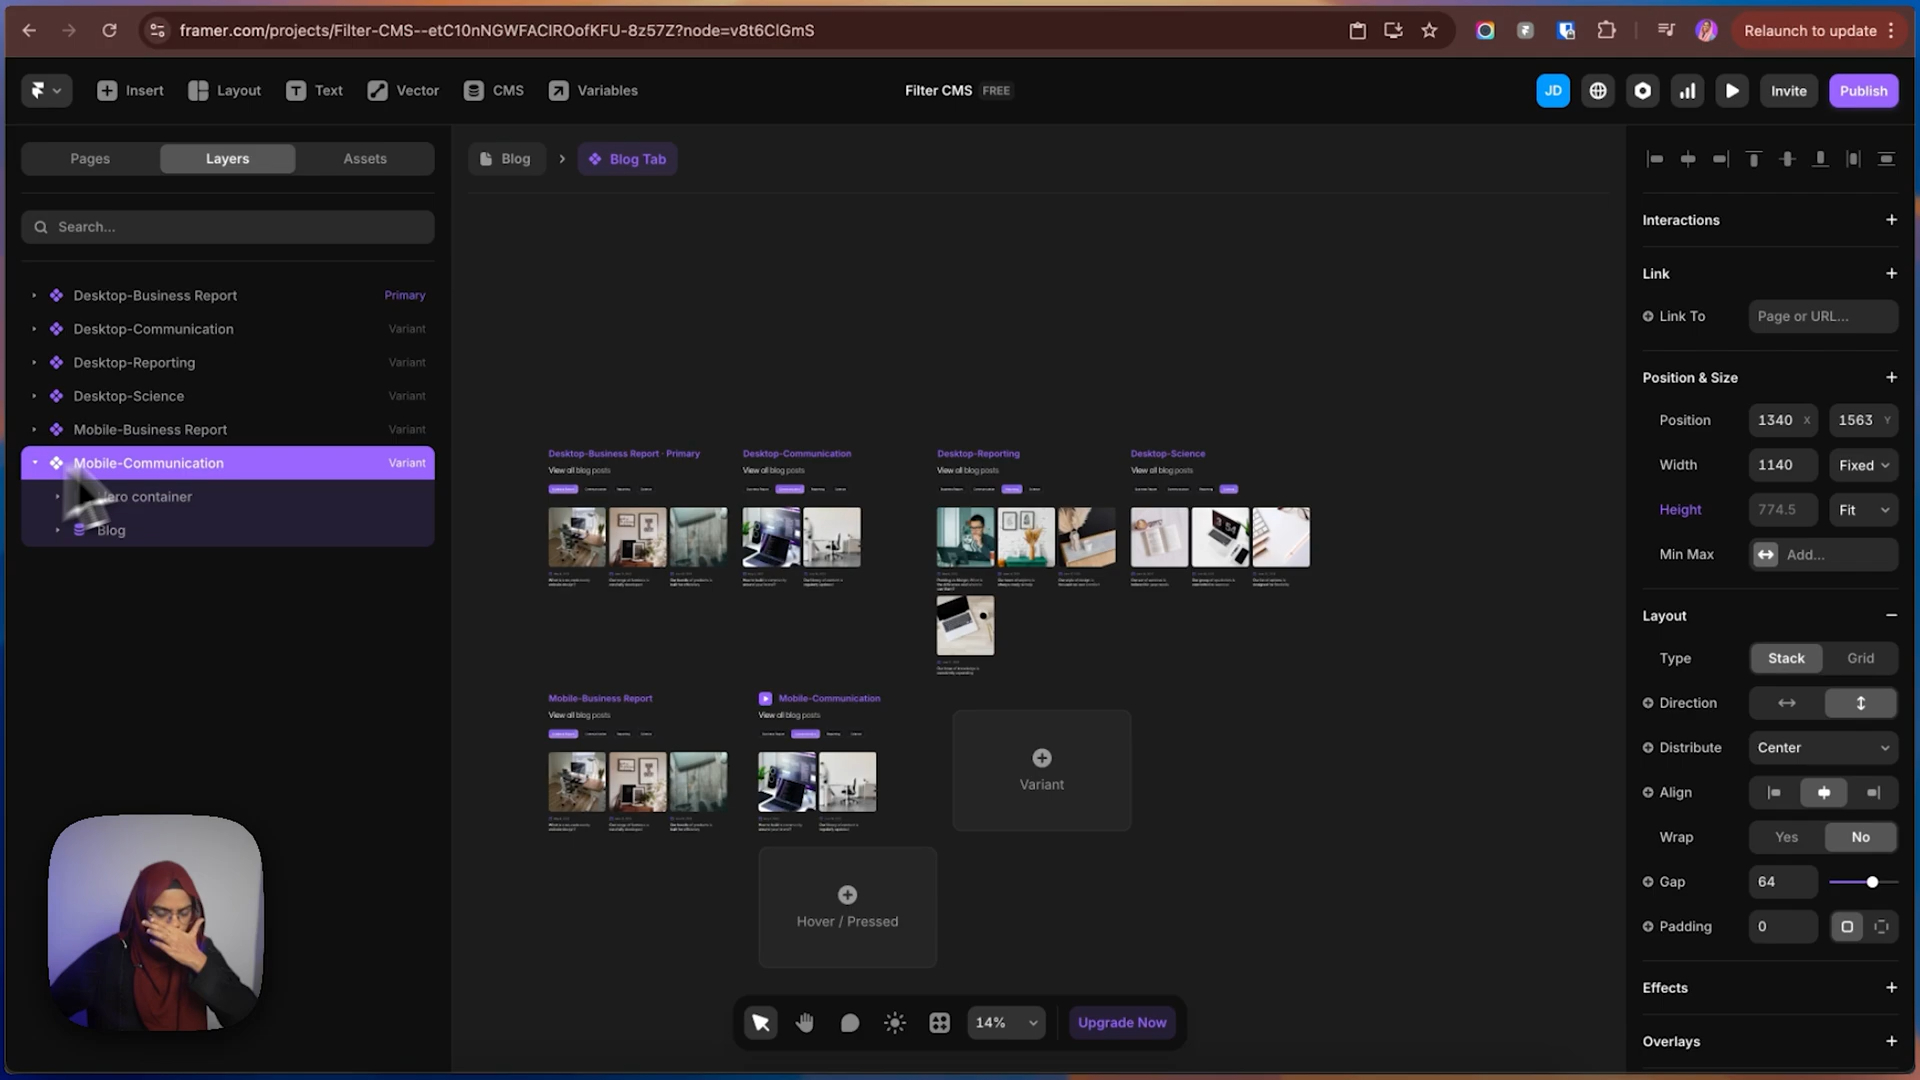 framer.com/projects/Filter-CMS--etC10nNGWFACIROofKFU-8z57Z?node=v8t6ClGmS
Relaunch to update
Insert
Layout
Text
Vector
CMS
Variables
Filter CMS FREE
JD
Invite
Publish
Pages
Layers
Assets
Search...
Desktop-Business Report Primary
Desktop-Communication Variant
Desktop-Reporting Variant
Desktop-Science Variant
Mobile-Business Report Variant
Mobile-Communication Variant
ero container
Blog
Blog
Blog Tab
Desktop-Business Report · Primary
View all blog posts
Desktop-Communication
View all blog posts
Desktop-Reporting
View all blog posts
Desktop-Science
View all blog posts
Mobile-Business Report
View all blog posts
Mobile-Communication
View all blog posts
Variant
Hover / Pressed
14%
Upgrade Now
Interactions
Link
Link To Page or URL...
Position & Size
Position 1340 X 1563 Y
Width 1140 Fixed
Height 774.5 Fit
Min Max Add...
Layout
Type Stack Grid
Direction
Distribute Center
Align
Wrap Yes No
Gap 64
Padding 0
Effects
Overlays